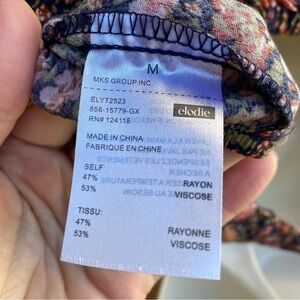 M
MKS GROUP INC.
ELYT2523
858-15779-GX
elodie
RN# 124115
MADE IN CHINA
FABRIQUÉ EN CHINE
SELF:
47% RAYON
53% VISCOSE
TISSU:
47% RAYONNE
53% VISCOSE